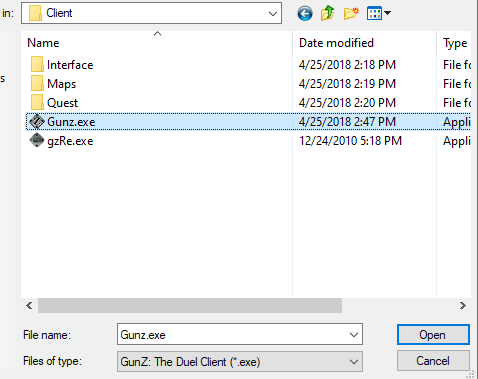 in: Client
Name Date modified Type
Interface 4/25/2018 2:18 PM File fo
Maps 4/25/2018 2:19 PM File fo
Quest 4/25/2018 2:20 PM File fo
Gunz.exe 4/25/2018 2:47 PM Appli
gzRe.exe 12/24/2010 5:18 PM Appli
s
File name: Gunz.exe Open
Files of type: GunZ: The Duel Client (*.exe) Cancel